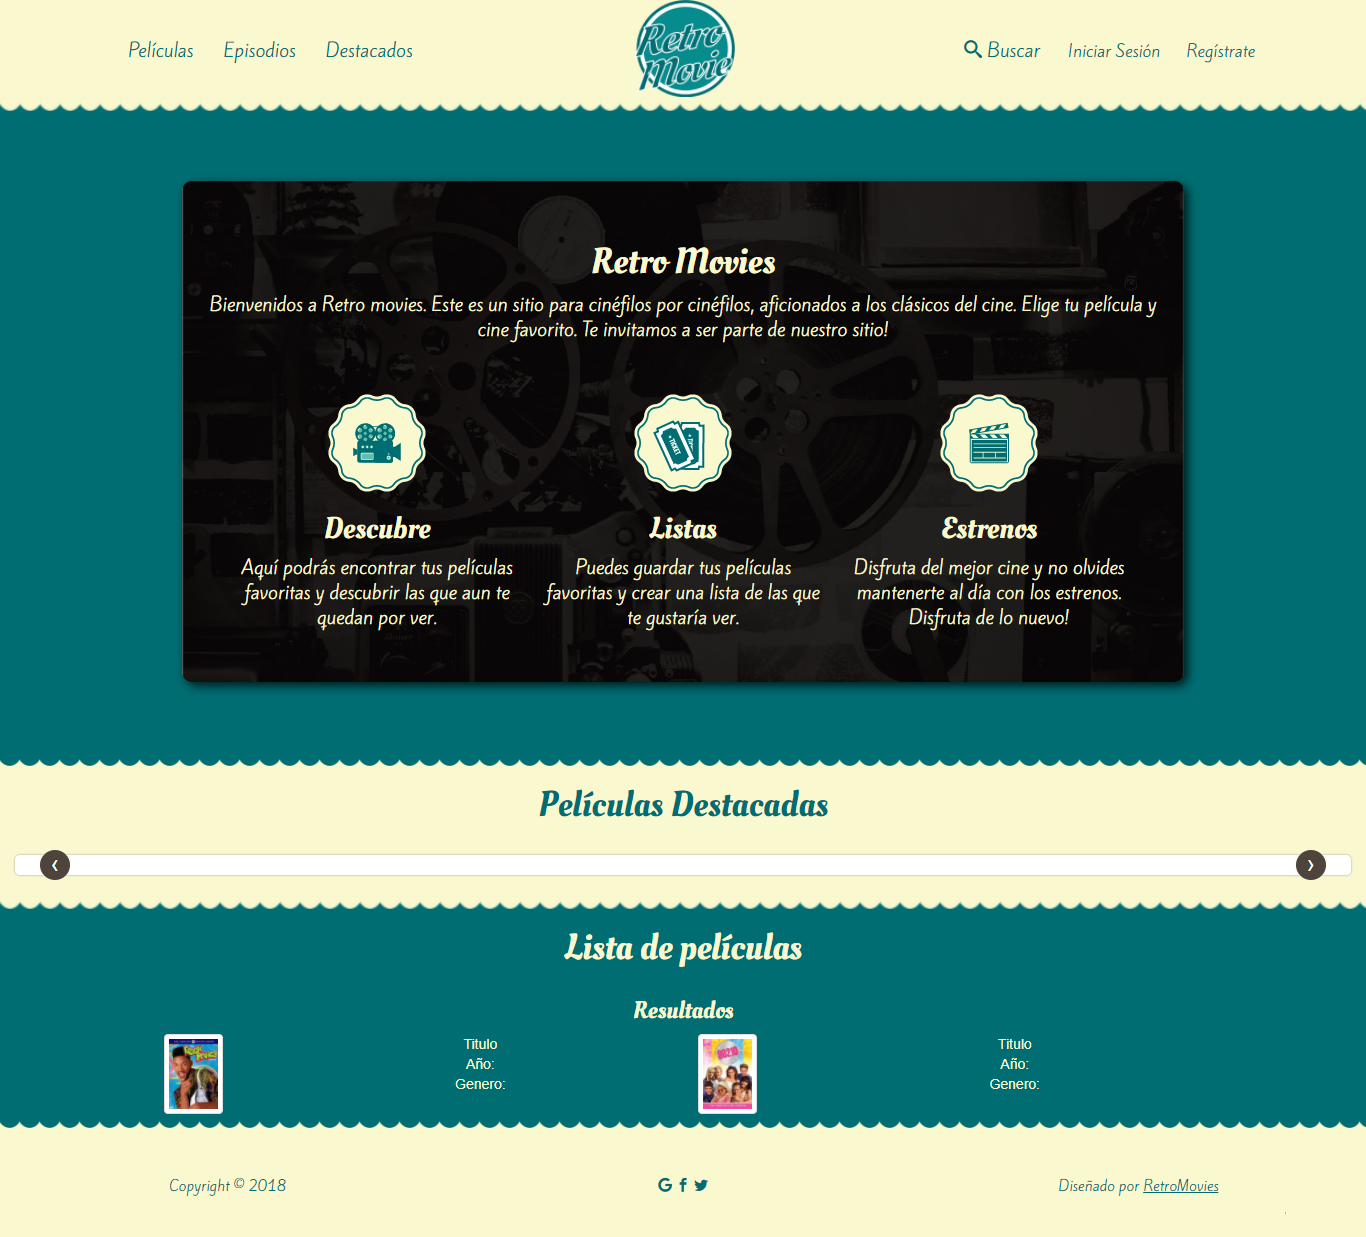 Películas Episodios Destacados
Retro
Movie
Buscar Iniciar Sesión Regístrate
Retro Movies
Bienvenidos a Retro movies. Este es un sitio para cinéfilos por cinéfilos, aficionados a los clásicos del cine. Elige tu película y
cine favorito. Te invitamos a ser parte de nuestro sitio!
TICKET
Descubre
Aquí podrás encontrar tus películas
favoritas y descubrir las que aun te
quedan por ver.
Listas
Puedes guardar tus películas
favoritas y crear una lista de las que
te gustaría ver.
Estrenos
Disfruta del mejor cine y no olvides
mantenerte al día con los estrenos.
Disfruta de lo nuevo!
Películas Destacadas
❮ ❯
Lista de películas
Resultados
Titulo
Año:
Genero:
90210
Titulo
Año:
Genero:
Copyright © 2018
Diseñado por RetroMovies